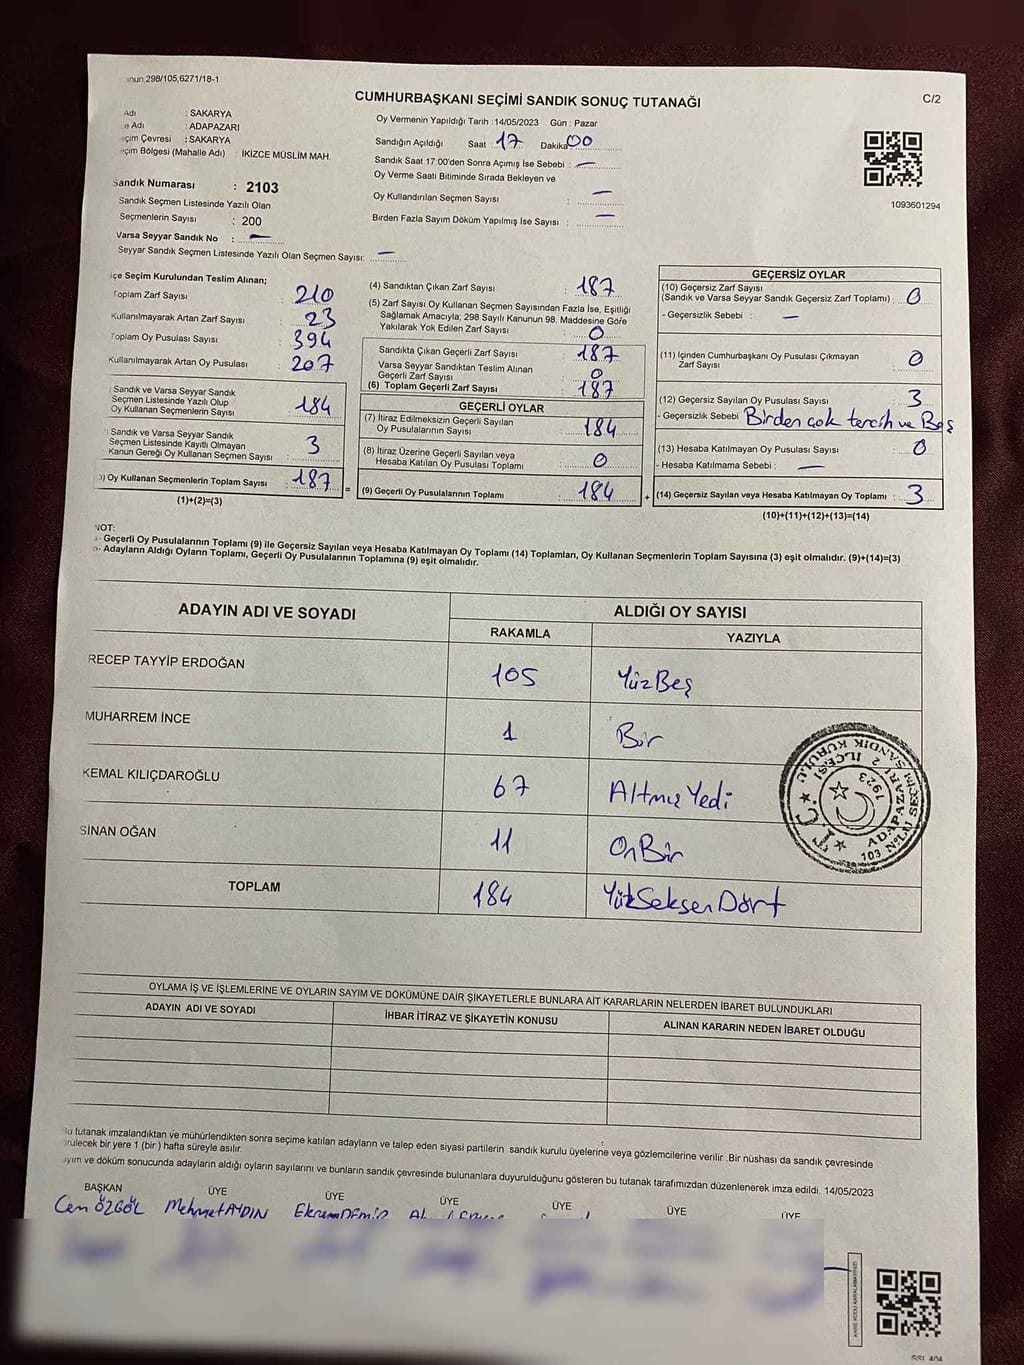 298/105,6271/18-1
C/2
CUMHURBAŞKANI SEÇİMİ SANDIK SONUÇ TUTANAĞI
Adı : SAKARYA
e Adı : ADAPAZARI
çim Çevresi : SAKARYA
çim Bölgesi (Mahalle Adı) : İKİZCE MÜSLİM MAH.
Sandık Numarası : 2103
Sandık Seçmen Listesinde Yazılı Olan
Seçmenlerin Sayısı : 200
Varsa Seyyar Sandık No : —
Seyyar Sandık Seçmen Listesinde Yazılı Olan Seçmen Sayısı: —
Oy Vermenin Yapıldığı Tarih :14/05/2023 Gün : Pazar
Sandığın Açıldığı Saat : 17 Dakika: 00
Sandık Saat 17:00'den Sonra Açımış İse Sebebi : —
Oy Verme Saati Bitiminde Sırada Bekleyen ve
Oy Kullandırılan Seçmen Sayısı : —
Birden Fazla Sayım Döküm Yapılmış İse Sayısı : —
1093601294
çe Seçim Kurulundan Teslim Alınan;
Toplam Zarf Sayısı 210
Kullanılmayarak Artan Zarf Sayısı : 23
Toplam Oy Pusulası Sayısı : 394
Kullanılmayarak Artan Oy Pusulası : 207
Sandık ve Varsa Seyyar Sandık
Seçmen Listesinde Yazılı Olup
Oy Kullanan Seçmenlerin Sayısı : 184
Sandık ve Varsa Seyyar Sandık
Seçmen Listesinde Kayıtlı Olmayan
Kanun Gereği Oy Kullanan Seçmen Sayısı : 3
) Oy Kullanan Seçmenlerin Toplam Sayısı : 187 =
(1)+(2)=(3)
(4) Sandıktan Çıkan Zarf Sayısı : 187
(5) Zarf Sayısı Oy Kullanan Seçmen Sayısından Fazla İse, Eşitliği
Sağlamak Amacıyla; 298 Sayılı Kanunun 98. Maddesine Göre
Yakılarak Yok Edilen Zarf Sayısı : 0
Sandıkta Çıkan Geçerli Zarf Sayısı : 187
Varsa Seyyar Sandıktan Teslim Alınan
Geçerli Zarf Sayısı : 0
(6) Toplam Geçerli Zarf Sayısı : 187
GEÇERLİ OYLAR
(7) İtiraz Edilmeksizin Geçerli Sayılan
Oy Pusulalarının Sayısı : 184
(8) İtiraz Üzerine Geçerli Sayılan veya
Hesaba Katılan Oy Pusulası Toplamı : 0
(9) Geçerli Oy Pusulalarının Toplamı : 184 +
GEÇERSİZ OYLAR
(10) Geçersiz Zarf Sayısı
(Sandık ve Varsa Seyyar Sandık Geçersiz Zarf Toplamı) : 0
- Geçersizlik Sebebi : —
(11) İçinden Cumhurbaşkanı Oy Pusulası Çıkmayan
Zarf Sayısı : 0
(12) Geçersiz Sayılan Oy Pusulası Sayısı : 3
- Geçersizlik Sebebi : Birden çok tercih ve Boş
(13) Hesaba Katılmayan Oy Pusulası Sayısı : 0
- Hesaba Katılmama Sebebi : —
(14) Geçersiz Sayılan veya Hesaba Katılmayan Oy Toplamı : 3
(10)+(11)+(12)+(13)=(14)
NOT:
- Geçerli Oy Pusulalarının Toplamı (9) ile Geçersiz Sayılan veya Hesaba Katılmayan Oy Toplamı (14) Toplamları, Oy Kullanan Seçmenlerin Toplam Sayısına (3) eşit olmalıdır. (9)+(14)=(3)
- Adayların Aldığı Oyların Toplamı, Geçerli Oy Pusulalarının Toplamına (9) eşit olmalıdır.
ADAYIN ADI VE SOYADI ALDIĞI OY SAYISI
RAKAMLA YAZIYLA
RECEP TAYYİP ERDOĞAN 105 YüzBeş
MUHARREM İNCE 1 Bir
KEMAL KILIÇDAROĞLU 67 Altmış Yedi
SİNAN OĞAN 11 OnBir
TOPLAM 184 YüzSeksenDört
T.C. ADAPAZARI 2 İLÇESİ 103 NOLU SEÇİM SANDIK KURULU
1923
OYLAMA İŞ VE İŞLEMLERİNE VE OYLARIN SAYIM VE DÖKÜMÜNE DAİR ŞİKAYETLERLE BUNLARA AİT KARARLARIN NELERDEN İBARET BULUNDUKLARI
ADAYIN ADI VE SOYADI İHBAR İTİRAZ VE ŞİKAYETİN KONUSU ALINAN KARARIN NEDEN İBARET OLDUĞU
u tutanak imzalandıktan ve mühürlendikten sonra seçime katılan adayların ve talep eden siyasi partilerin sandık kurulu üyelerine veya gözlemcilerine verilir .Bir nüshası da sandık çevresinde
rülecek bir yere 1 (bir ) hafta süreyle asılır.
yım ve döküm sonucunda adayların aldığı oyların sayılarını ve bunların sandık çevresinde bulunanlara duyurulduğunu gösteren bu tutanak tarafımızdan düzenlenerek imza edildi. 14/05/2023
BAŞKAN ÜYE ÜYE ÜYE ÜYE ÜYE ÜYE
Cem ÖZGÖL Mehmet AYDIN Ekrem DEMİR